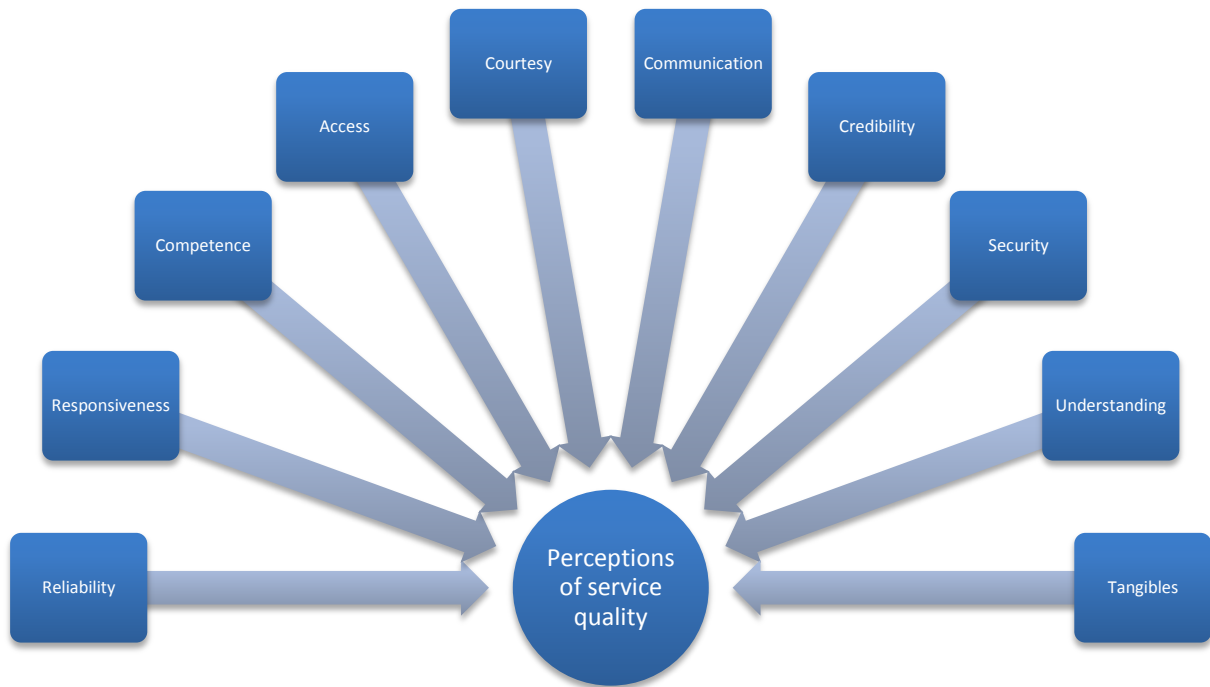 Courtesy
Communication
Access
Credibility
Competence
Security
Responsiveness
Understanding
Reliability
Tangibles
Perceptions
of service
quality